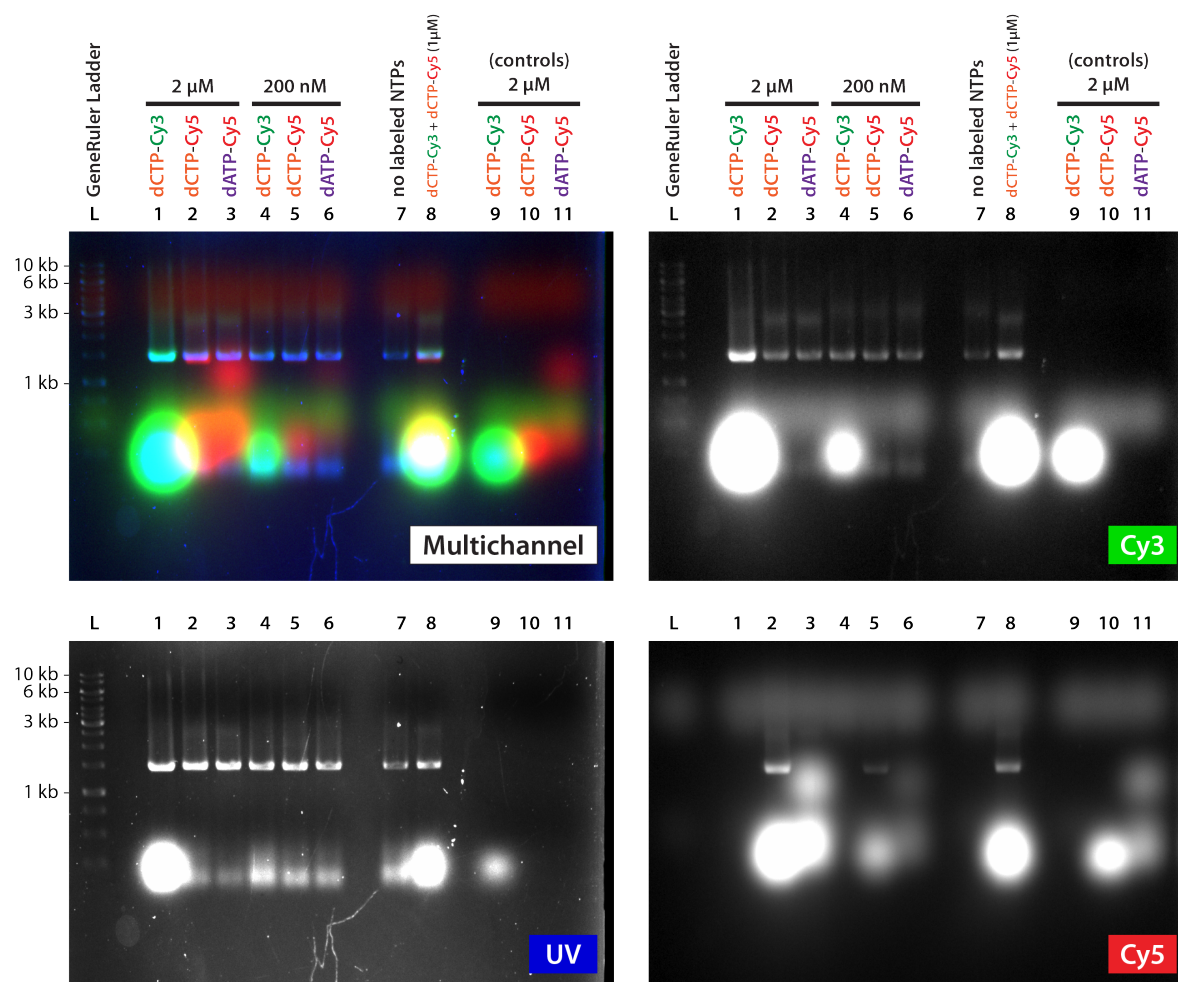 GeneRuler Ladder
2 µM
dCTP-Cy3
dCTP-Cy5
dATP-Cy5
200 nM
dCTP-Cy3
dCTP-Cy5
dATP-Cy5
no labeled NTPs
dCTP-Cy3 + dCTP-Cy5 (1µM)
(controls)
2 µM
dCTP-Cy3
dCTP-Cy5
dATP-Cy5
L 1 2 3 4 5 6 7 8 9 10 11
10 kb
6 kb
3 kb
1 kb
Multichannel
GeneRuler Ladder
2 µM
dCTP-Cy3
dCTP-Cy5
dATP-Cy5
200 nM
dCTP-Cy3
dCTP-Cy5
dATP-Cy5
no labeled NTPs
dCTP-Cy3 + dCTP-Cy5 (1µM)
(controls)
2 µM
dCTP-Cy3
dCTP-Cy5
dATP-Cy5
L 1 2 3 4 5 6 7 8 9 10 11
Cy3
L 1 2 3 4 5 6 7 8 9 10 11
10 kb
6 kb
3 kb
1 kb
UV
L 1 2 3 4 5 6 7 8 9 10 11
Cy5